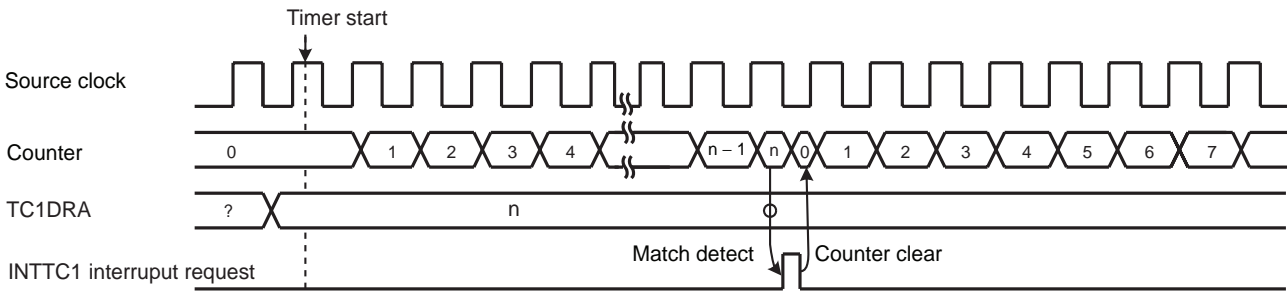 Timer start
Source clock
Counter
0 1 2 3 4 n – 1 n 0 1 2 3 4 5 6 7
TC1DRA
? n
Match detect Counter clear
INTTC1 interruput request